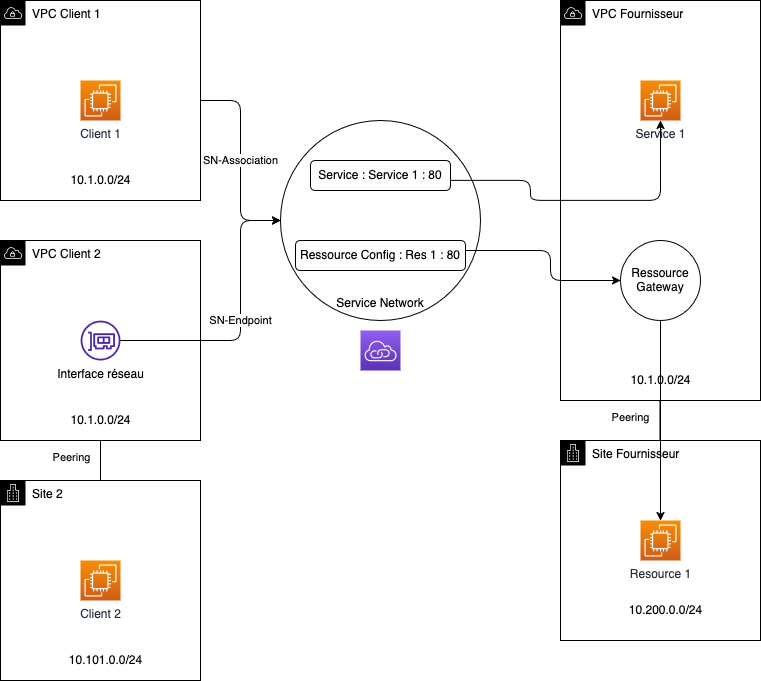 VPC Client 1
Client 1
10.1.0.0/24
SN-Association
VPC Client 2
Interface réseau
10.1.0.0/24
SN-Endpoint
Peering
Site 2
Client 2
10.101.0.0/24
Service : Service 1 : 80
Ressource Config : Res 1 : 80
Service Network
VPC Fournisseur
Service 1
Ressource
Gateway
10.1.0.0/24
Peering
Site Fournisseur
Resource 1
10.200.0.0/24